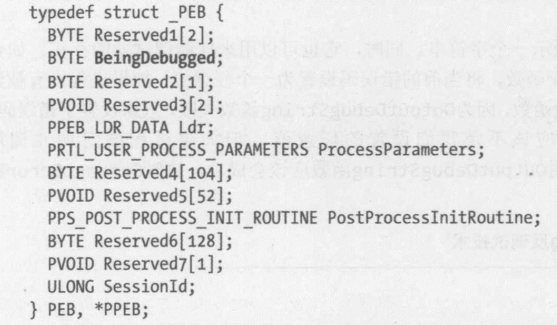 typedef struct _PEB {
BYTE Reserved1[2];
BYTE BeingDebugged;
BYTE Reserved2[1];
PVOID Reserved3[2];
PPEB_LDR_DATA Ldr;
PRTL_USER_PROCESS_PARAMETERS ProcessParameters;
BYTE Reserved4[104];
PVOID Reserved5[52];
PPS_POST_PROCESS_INIT_ROUTINE PostProcessInitRoutine;
BYTE Reserved6[128];
PVOID Reserved7[1];
ULONG SessionId;
} PEB, *PPEB;